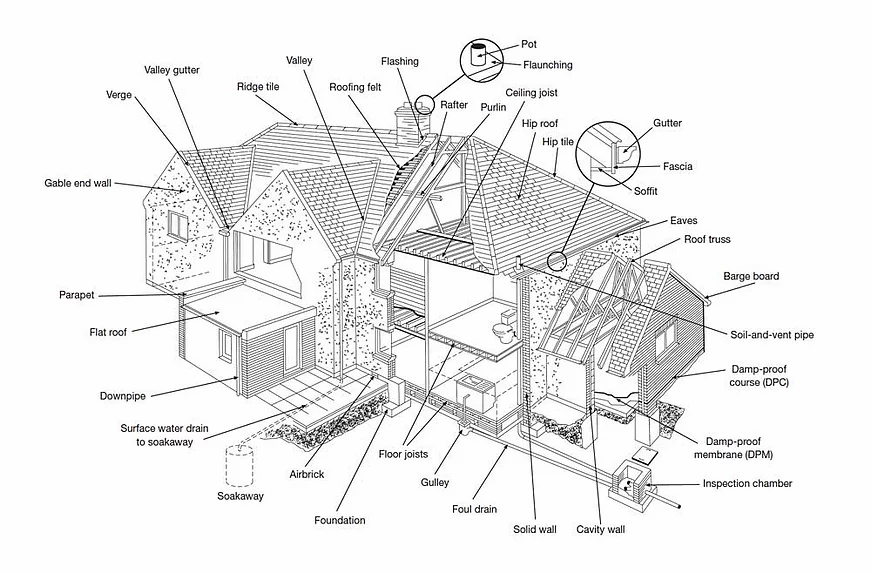 Pot
Flaunching
Flashing
Valley
Valley gutter
Ridge tile
Roofing felt
Verge
Rafter
Purlin
Ceiling joist
Hip roof
Hip tile
Gutter
Fascia
Soffit
Gable end wall
Eaves
Roof truss
Barge board
Parapet
Flat roof
Soil-and-vent pipe
Downpipe
Damp-proof
course (DPC)
Surface water drain
to soakaway
Damp-proof
membrane (DPM)
Floor joists
Airbrick
Gulley
Inspection chamber
Soakaway
Foul drain
Foundation
Solid wall
Cavity wall